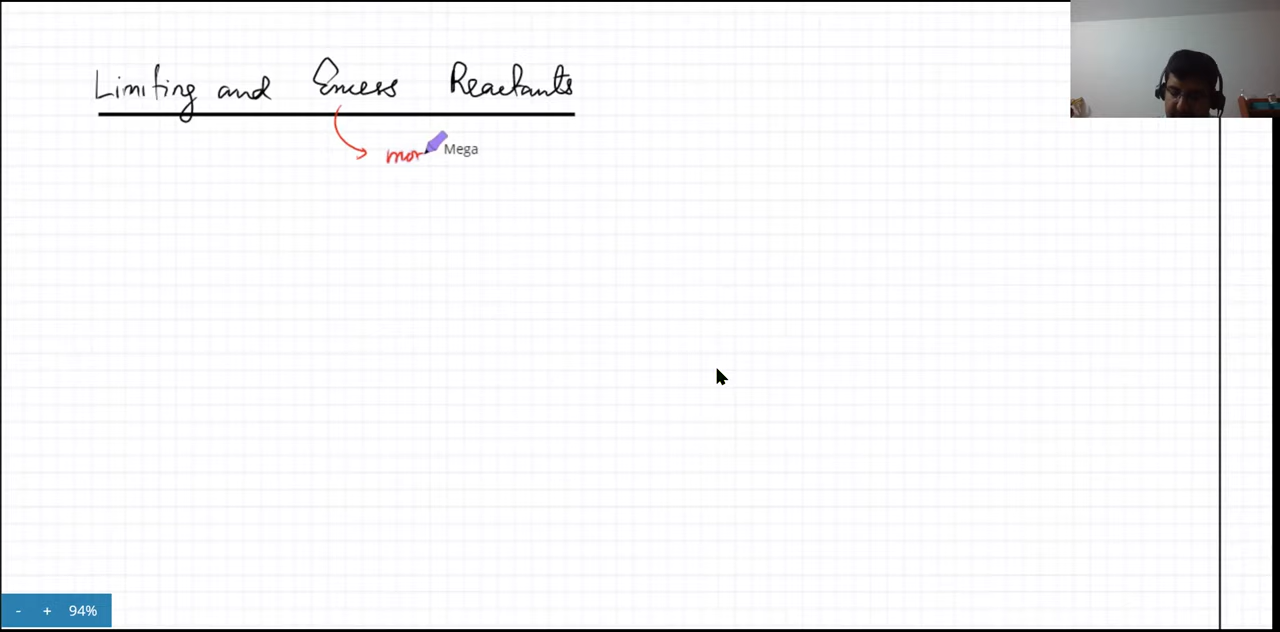 Limiting and Excess Reactants
mor
Mega
- + 94%